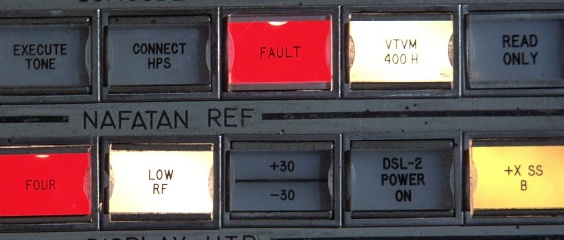 EXECUTE
TONE
CONNECT
HPS
FAULT
VTVM
400 H
READ
ONLY
NAFATAN REF
FOUR
LOW
RF
+30
-30
DSL-2
POWER
ON
+X SS
B